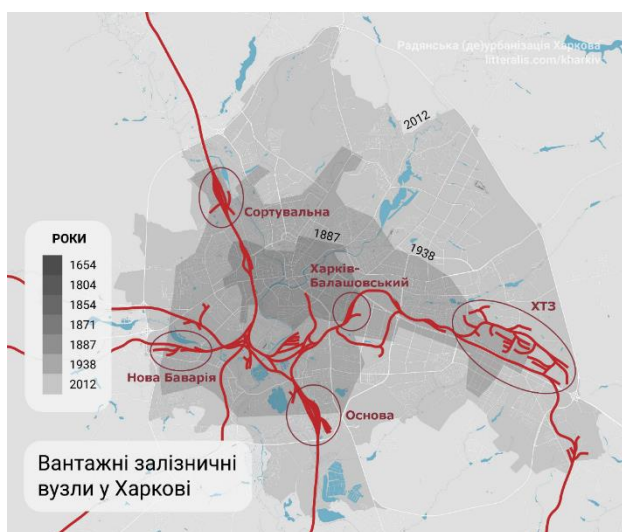 Радянська (де)урбанізація Харкова
litteralis.com/kharkiv
2012
Сортувальна
1887
Харків-
Балашовський
1938
ХТЗ
РОКИ
1654
1804
1854
1871
1887
1938
2012
Нова Баварія
Основа
Вантажні залізничні
вузли у Харкові